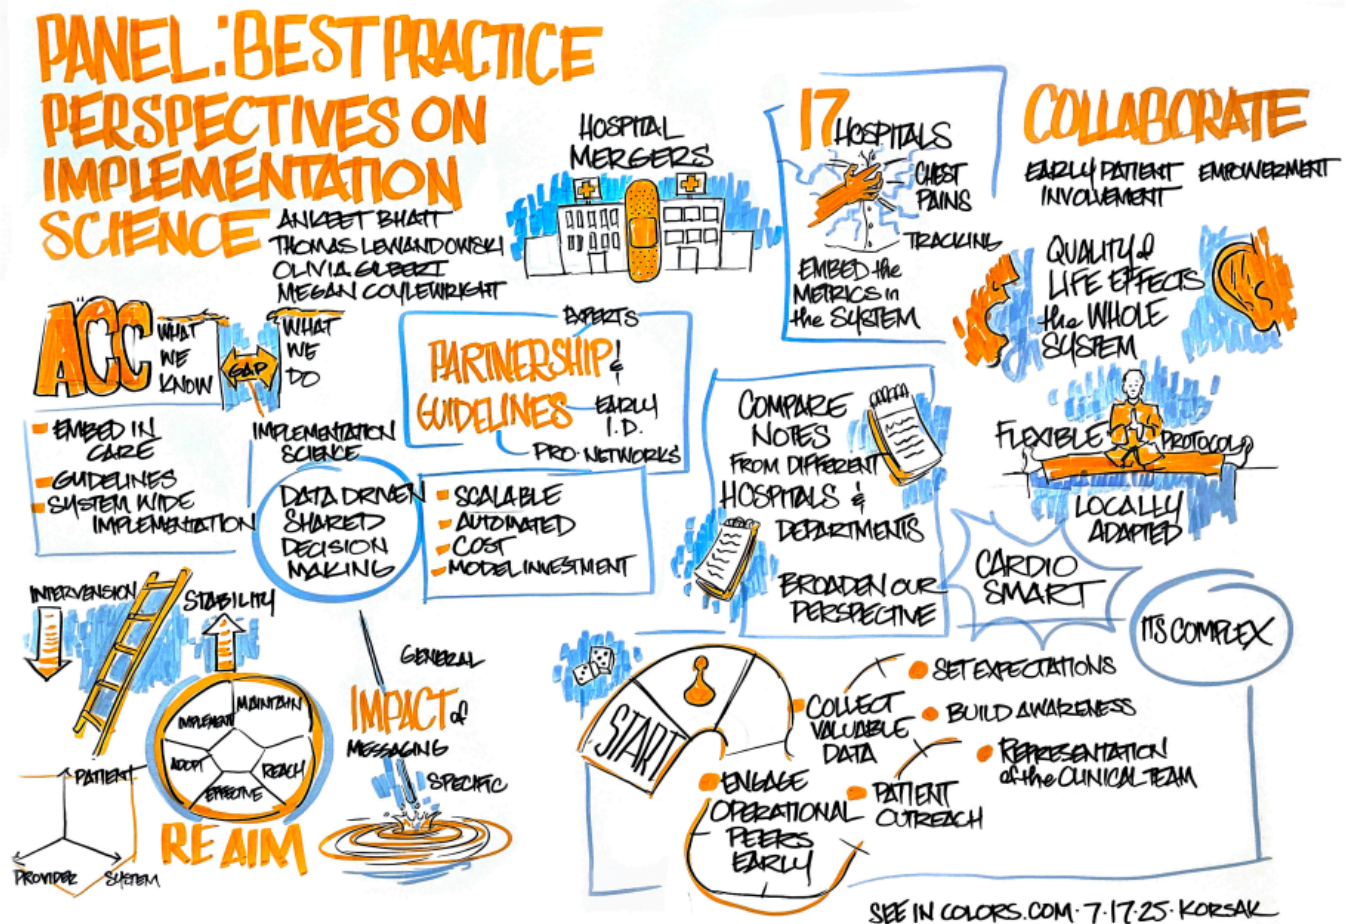 PANEL: BEST PRACTICE
PERSPECTIVES ON
IMPLEMENTATION
SCIENCE
ANKEET BHATT
THOMAS LEWANDOWSKI
OLIVIA GILBERT
MEGAN COYLEWRIGHT
HOSPITAL
MERGERS
17 HOSPITALS
CHEST
PAINS
TRACKING
EMBED the
METRICS in
the SYSTEM
COLLABORATE
EARLY PATIENT
INVOLVEMENT
EMPOWERMENT
QUALITY of
LIFE EFFECTS
the WHOLE
SYSTEM
ACC
WHAT
WE
KNOW
GAP
WHAT
WE
DO
EMBED IN
CARE
GUIDELINES
SYSTEM WIDE
IMPLEMENTATION
IMPLEMENTATION
SCIENCE
DATA DRIVEN
SHARED
DECISION
MAKING
EXPERTS
PARTNERSHIP &
GUIDELINES
EARLY
I.D.
PRO-NETWORKS
SCALABLE
AUTOMATED
COST
MODEL INVESTMENT
COMPARE
NOTES
FROM DIFFERENT
HOSPITALS &
DEPARTMENTS
BROADEN OUR
PERSPECTIVE
FLEXIBLE
PROTOCOL
LOCALLY
ADAPTED
CARDIO
SMART
ITS COMPLEX
INTERVENSION
STABILITY
IMPLEMENT
MAINTAIN
ADOPT
REACH
EFFECTIVE
RE AIM
PATIENT
PROVIDER
SYSTEM
GENERAL
IMPACT of
MESSAGING
SPECIFIC
START
COLLECT
VALUABLE
DATA
SET EXPECTATIONS
BUILD AWARENESS
REPRESENTATION
of the CLINICAL TEAM
ENGAGE
OPERATIONAL
PEERS
EARLY
PATIENT
OUTREACH
SEE IN COLORS.COM · 7·17·25 · KORSAK